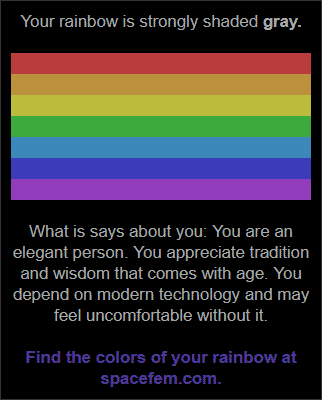 Your rainbow is strongly shaded gray.
What is says about you: You are an
elegant person. You appreciate tradition
and wisdom that comes with age. You
depend on modern technology and may
feel uncomfortable without it.
Find the colors of your rainbow at
spacefem.com.